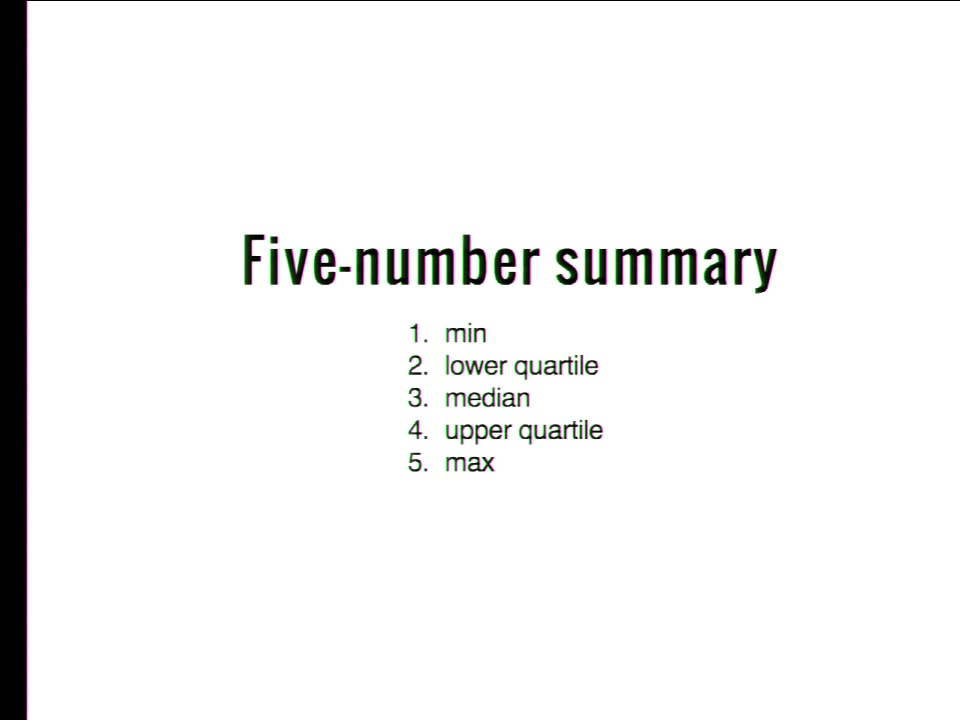 Five-number summary
1. min
2. lower quartile
3. median
4. upper quartile
5. max